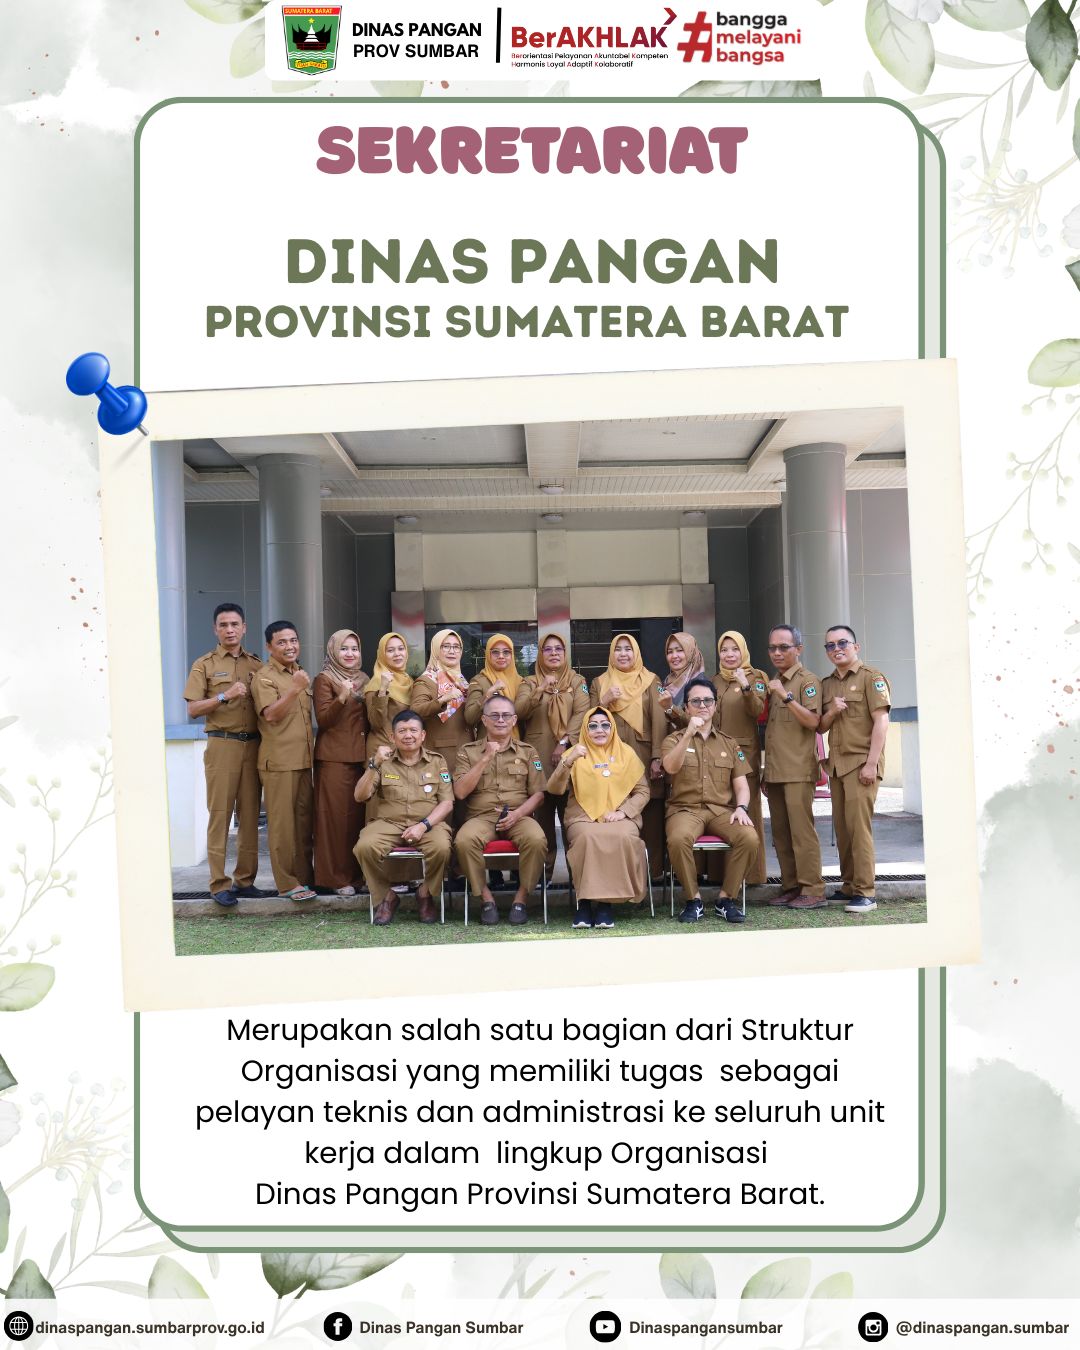 SUMATERA BARAT
DINAS PANGAN
PROV SUMBAR
BerAKHLAK
Berorientasi Pelayanan Akuntabel Kompeten
Harmonis Loyal Adaptif Kolaboratif
#bangga
melayani
bangsa
SEKRETARIAT
DINAS PANGAN
PROVINSI SUMATERA BARAT
Merupakan salah satu bagian dari Struktur
Organisasi yang memiliki tugas sebagai
pelayan teknis dan administrasi ke seluruh unit
kerja dalam lingkup Organisasi
Dinas Pangan Provinsi Sumatera Barat.
dinaspangan.sumbarprov.go.id
Dinas Pangan Sumbar
Dinaspangansumbar
@dinaspangan.sumbar